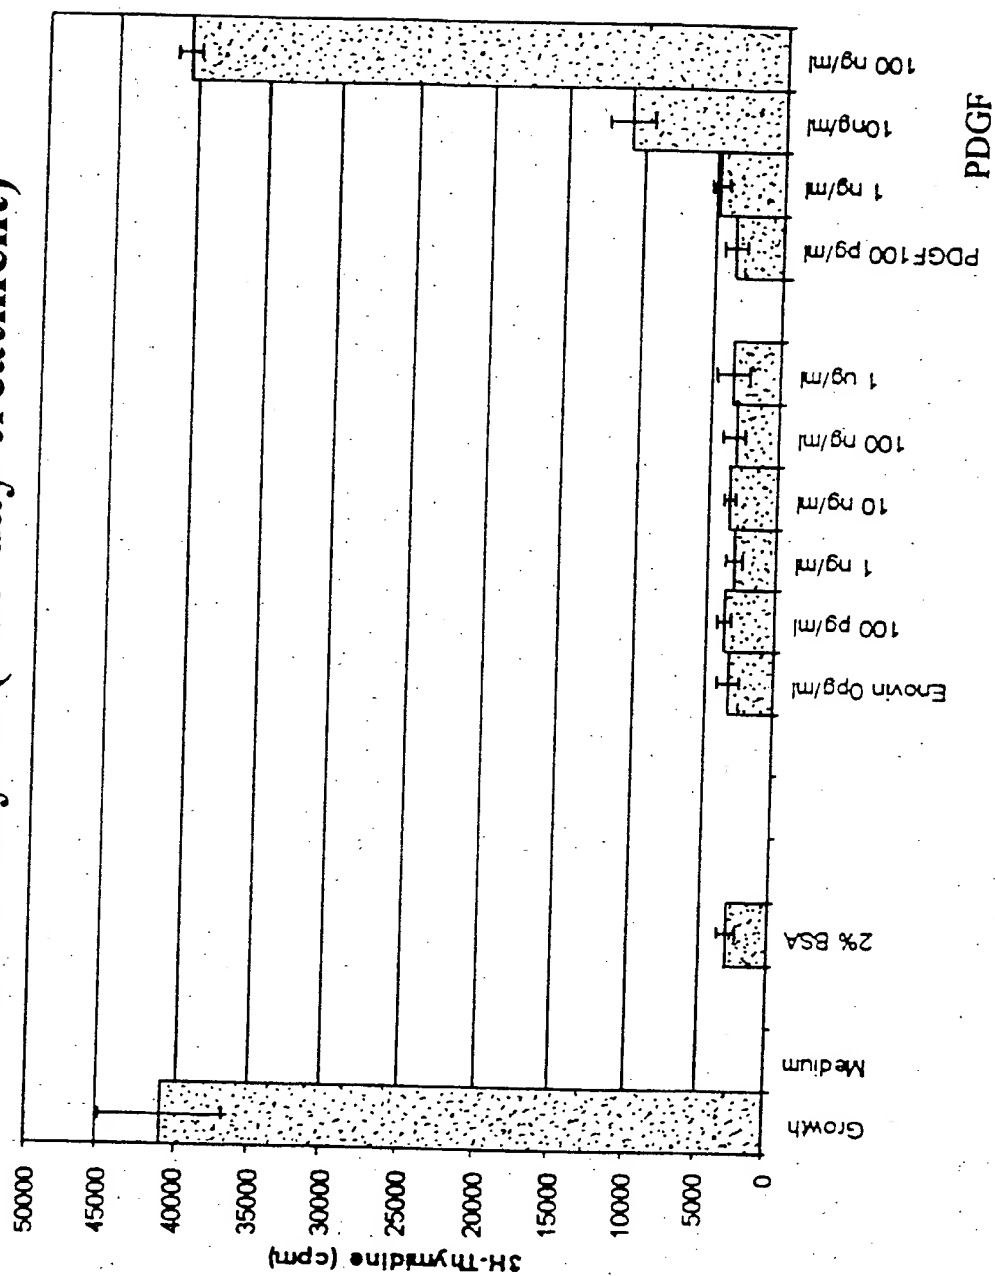 treatment)
50000
45000
40000
35000
30000
25000
20000
15000
10000
5000
0
3H-Thymidine (cpm)
Growh
Medium
2% BSA
Enovin 0pg/ml
100 pg/ml
1 ng/ml
10 ng/ml
100 ng/ml
1 ug/ml
PDGF100 pg/ml
1 ng/ml
10ng/ml
100 ng/ml
PDGF